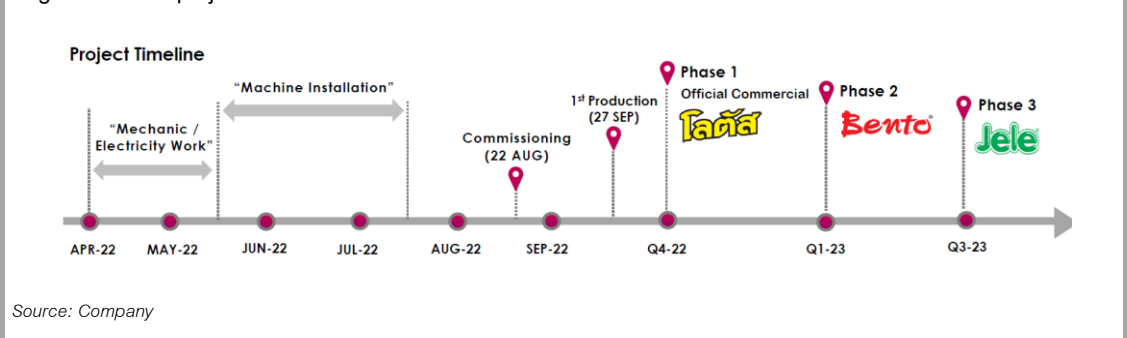 Project Timeline
"Mechanic /
Electricity Work"
"Machine Installation"
Commissioning
(22 AUG)
1st Production
(27 SEP)
Phase 1
Official Commercial
โลตัส
Phase 2
Bento
Phase 3
Jele
APR-22 MAY-22 JUN-22 JUL-22 AUG-22 SEP-22 Q4-22 Q1-23 Q3-23
Source: Company